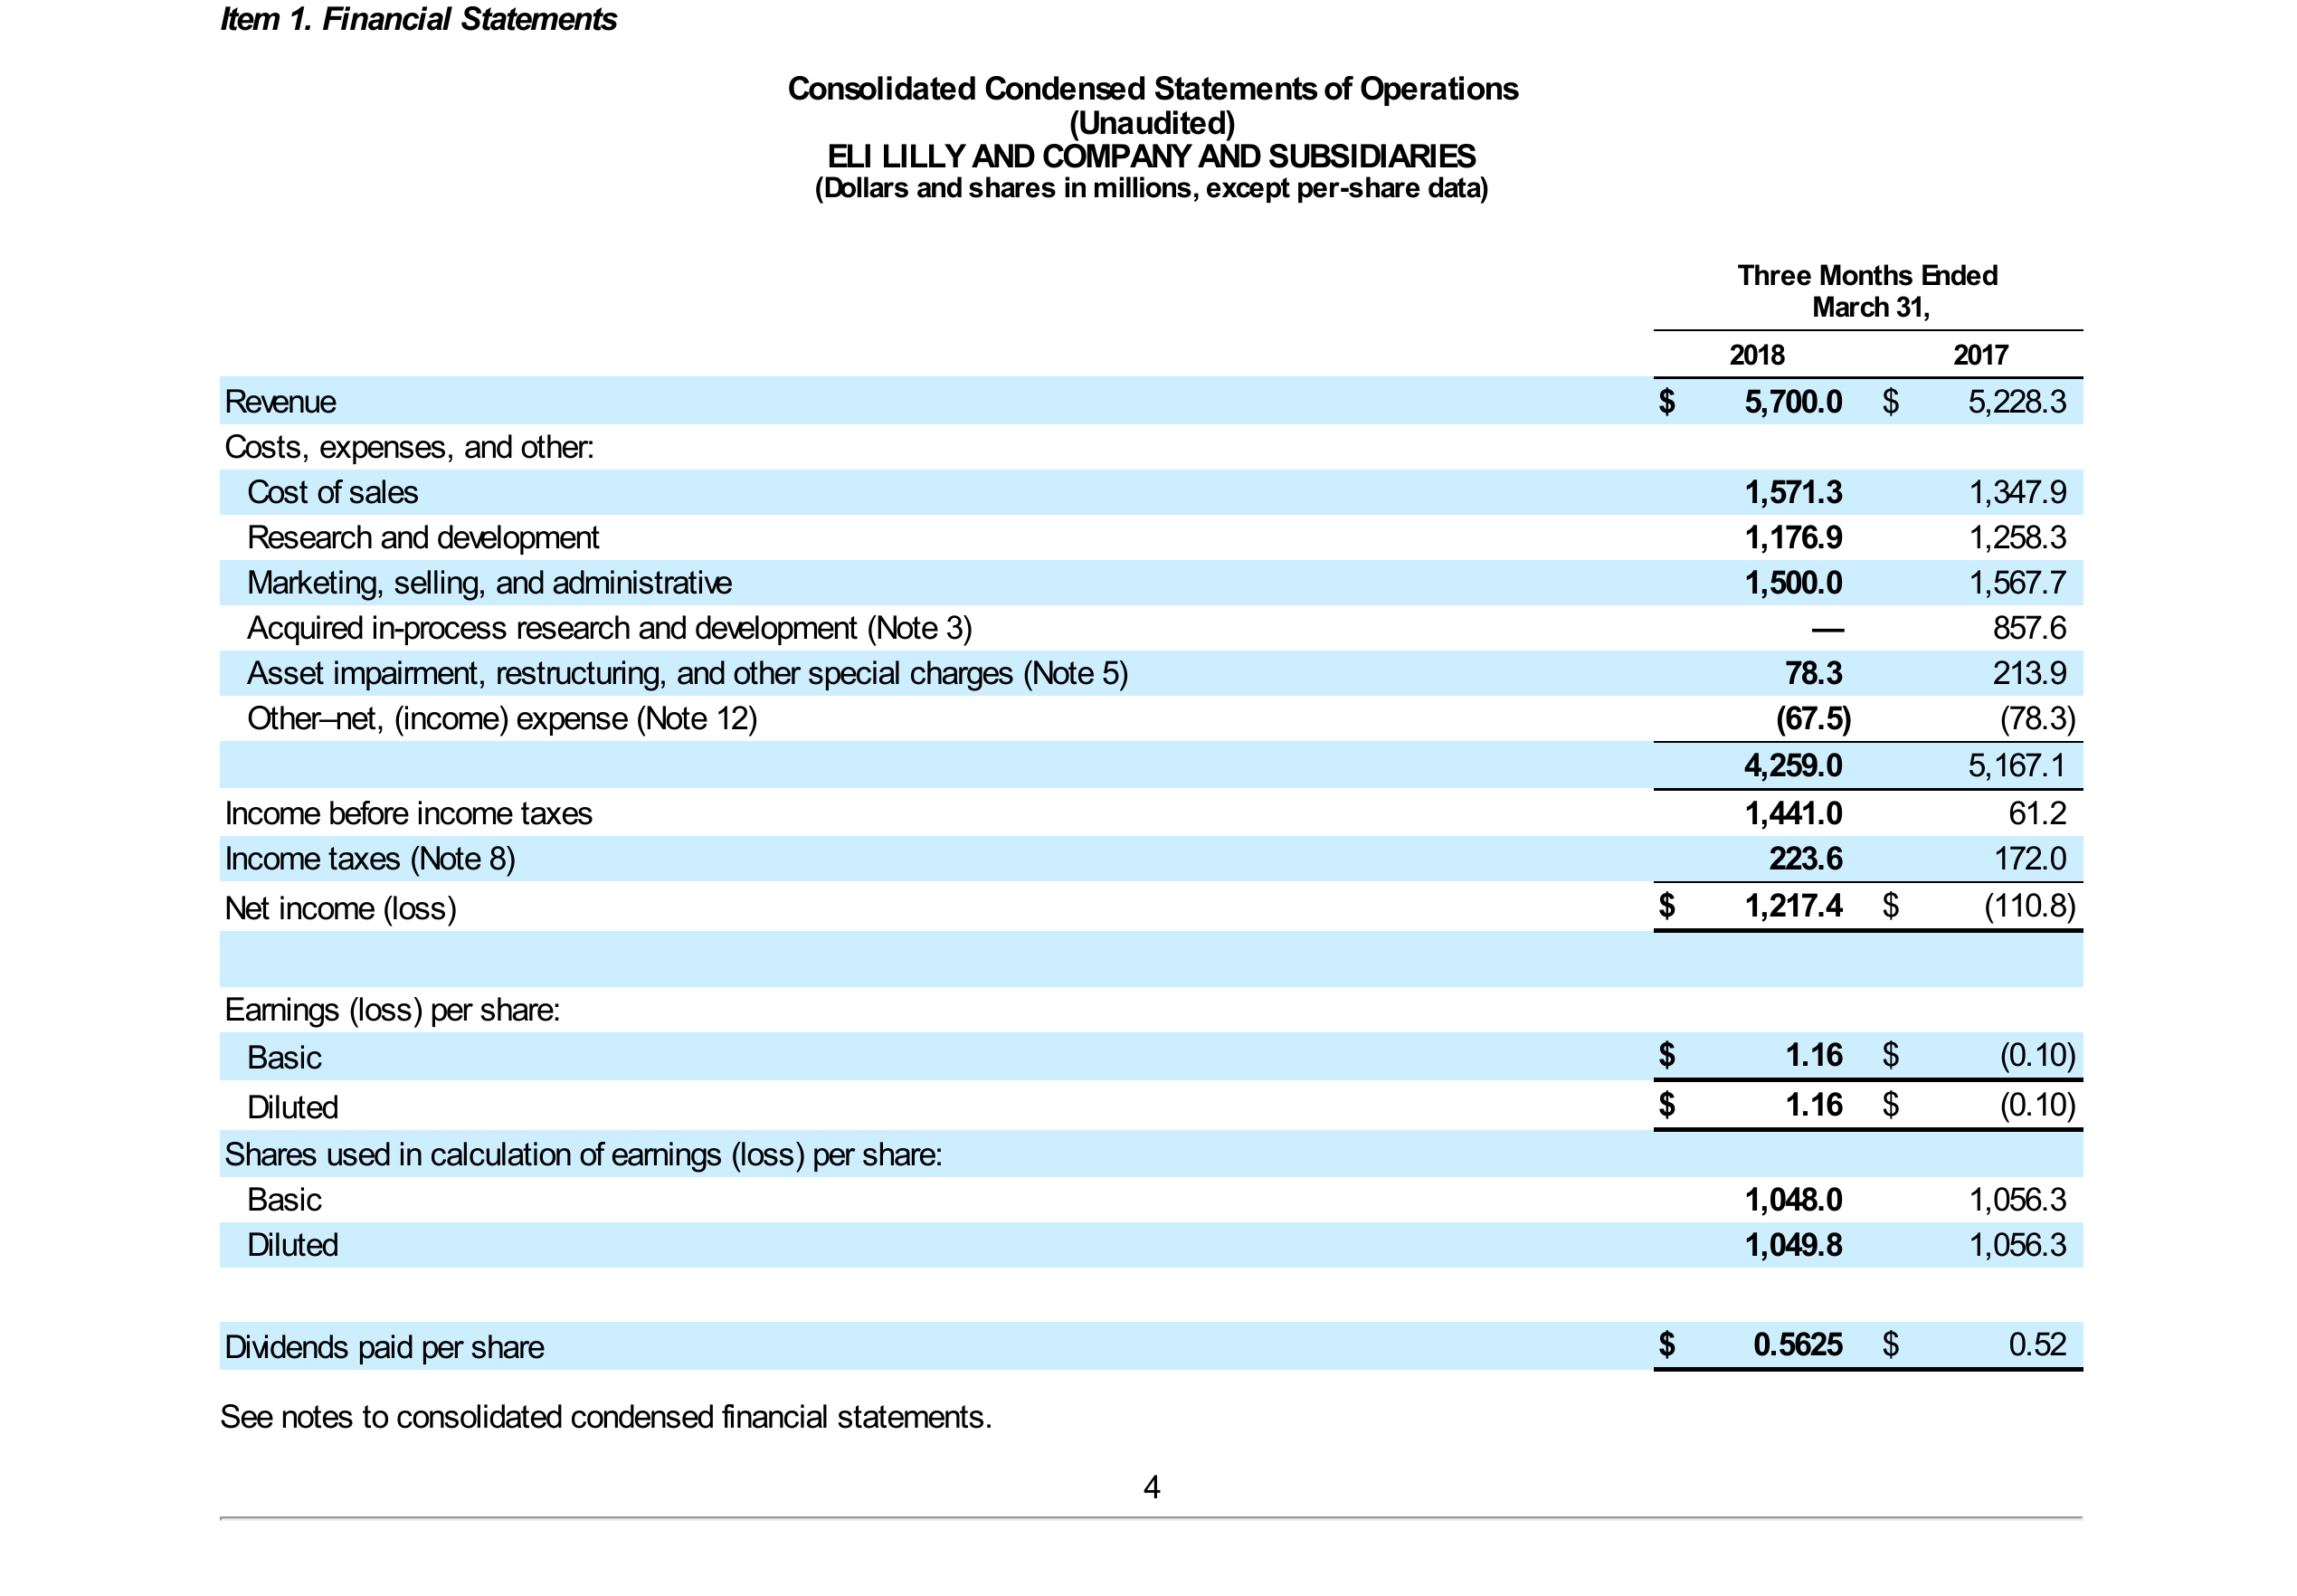 Item 1. Financial Statements
Consolidated Condensed Statements of Operations
(Unaudited)
ELI LILLY AND COMPANY AND SUBSIDIARIES
(Dollars and shares in millions, except per-share data)
Three Months Ended
March 31,
2018 2017
Revenue $ 5,700.0 $ 5,228.3
Costs, expenses, and other:
Cost of sales 1,571.3 1,347.9
Research and development 1,176.9 1,258.3
Marketing, selling, and administrative 1,500.0 1,567.7
Acquired in-process research and development (Note 3) — 857.6
Asset impairment, restructuring, and other special charges (Note 5) 78.3 213.9
Other–net, (income) expense (Note 12) (67.5) (78.3)
4,259.0 5,167.1
Income before income taxes 1,441.0 61.2
Income taxes (Note 8) 223.6 172.0
Net income (loss) $ 1,217.4 $ (110.8)
Earnings (loss) per share:
Basic $ 1.16 $ (0.10)
Diluted $ 1.16 $ (0.10)
Shares used in calculation of earnings (loss) per share:
Basic 1,048.0 1,056.3
Diluted 1,049.8 1,056.3
Dividends paid per share $ 0.5625 $ 0.52
See notes to consolidated condensed financial statements.
4